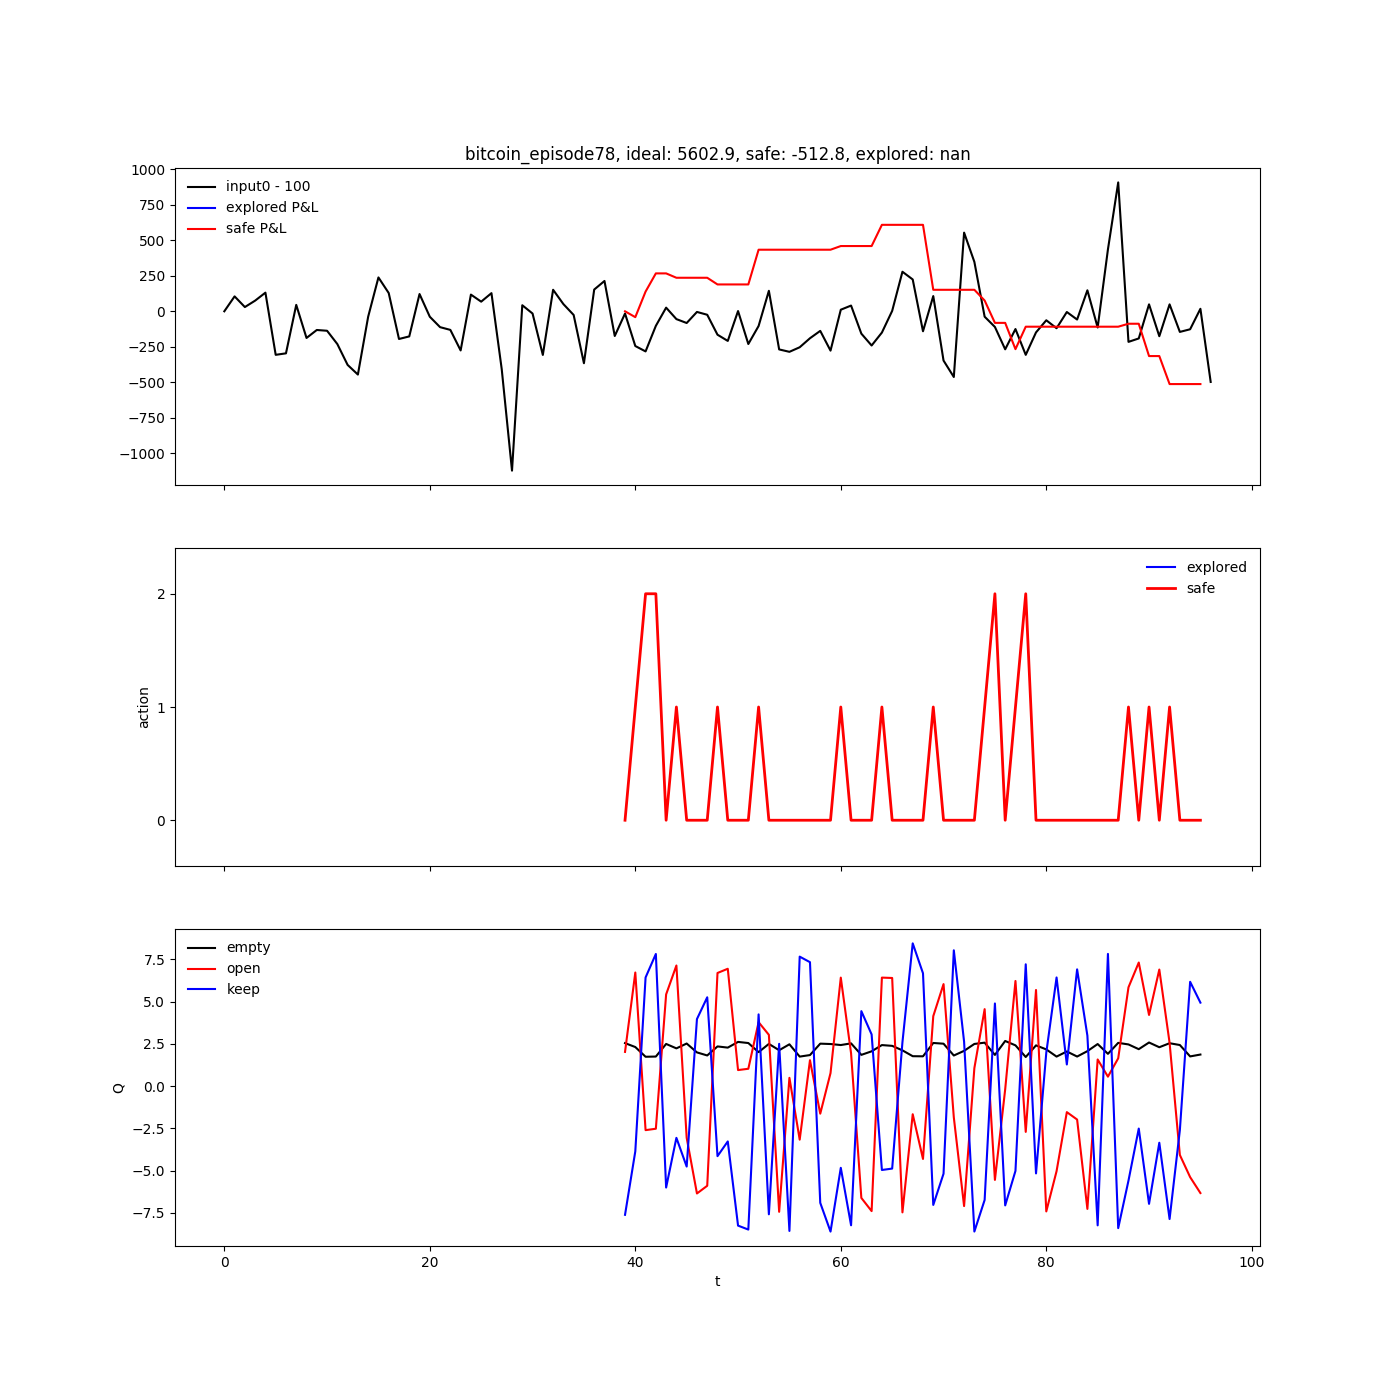 bitcoin_episode78, ideal: 5602.9, safe: -512.8, explored: nan
1000
750
500
250
0
−250
−500
−750
−1000
input0 - 100
explored P&L
safe P&L
2
1
0
action
explored
safe
7.5
5.0
2.5
0.0
−2.5
−5.0
−7.5
Q
empty
open
keep
0 20 40 60 80 100
t